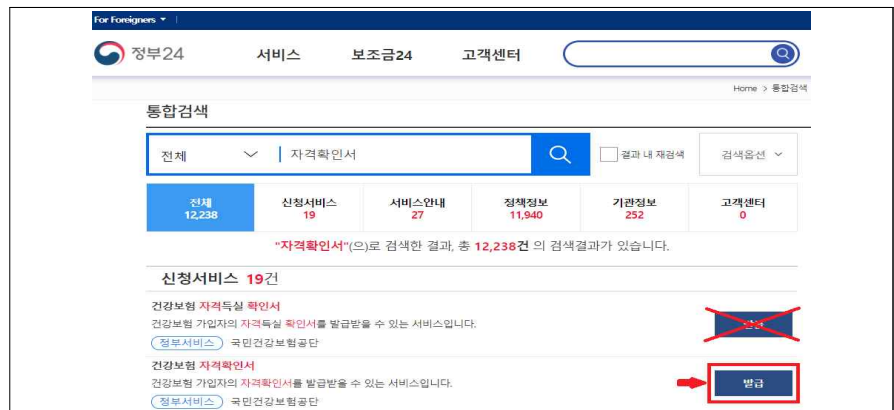 For Foreigners
정부24 서비스 보조금24 고객센터
Home > 통합검색
통합검색
전체 자격확인서 결과 내 재검색 검색옵션
전체 신청서비스 서비스안내 정책정보 기관정보 고객센터
12,238 19 27 11,940 252 0
"자격확인서"(으)로 검색한 결과, 총 12,238건 의 검색결과가 있습니다.
신청서비스 19건
건강보험 자격득실 확인서
건강보험 가입자의 자격득실 확인서를 발급받을 수 있는 서비스입니다.
발급
정부서비스 국민건강보험공단
건강보험 자격확인서
건강보험 가입자의 자격확인서를 발급받을 수 있는 서비스입니다.
발급
정부서비스 국민건강보험공단